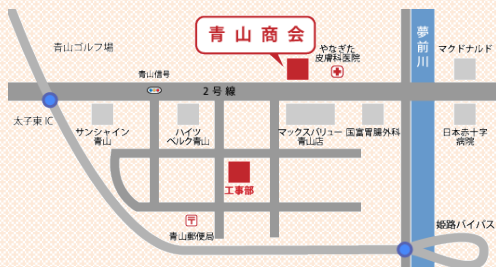 青山商会
夢前川
青山ゴルフ場
やなぎた
皮膚科医院
マクドナルド
青山信号
2号線
太子東IC
サンシャイン
青山
ハイツ
ベルク青山
マックスバリュー
青山店
国富胃腸外科
日本赤十字
病院
工事部
青山郵便局
姫路バイパス